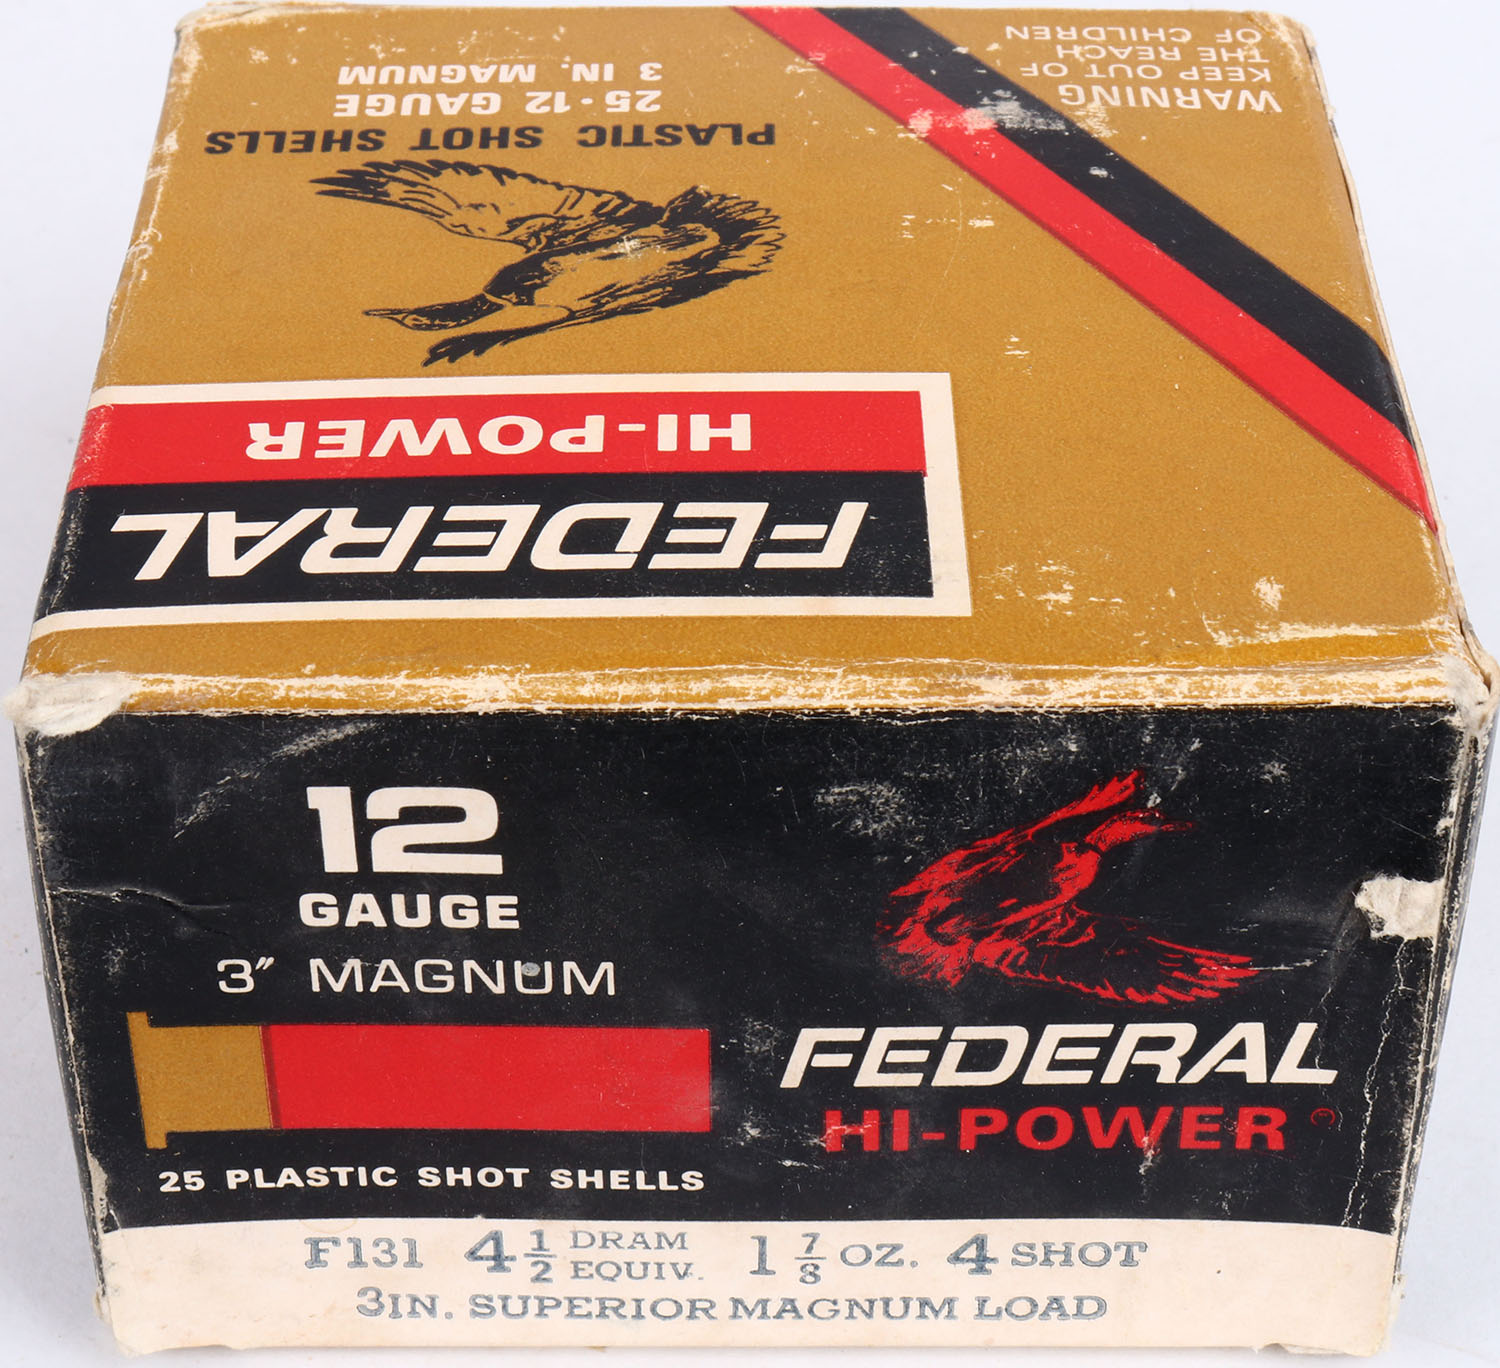 WARNING
KEEP OUT OF
THE REACH
OF CHILDREN
FEDERAL
HI-POWER
PLASTIC SHOT SHELLS
25 · 12 GAUGE
3 IN. MAGNUM
12
GAUGE
3" MAGNUM
25 PLASTIC SHOT SHELLS
FEDERAL
HI-POWER ©
F131 4 1/2 DRAM EQUIV. 1 7/8 OZ. 4 SHOT
3IN. SUPERIOR MAGNUM LOAD